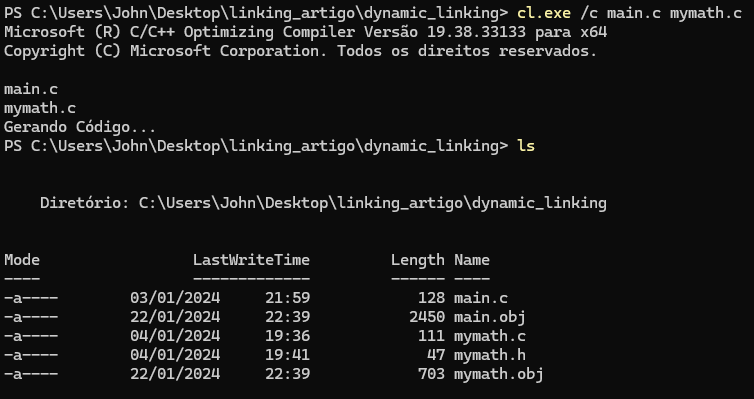 PS C:\Users\John\Desktop\linking_artigo\dynamic_linking> cl.exe /c main.c mymath.c
Microsoft (R) C/C++ Optimizing Compiler Versão 19.38.33133 para x64
Copyright (C) Microsoft Corporation. Todos os direitos reservados.

main.c
mymath.c
Gerando Código...
PS C:\Users\John\Desktop\linking_artigo\dynamic_linking> ls

    Diretório: C:\Users\John\Desktop\linking_artigo\dynamic_linking

Mode                 LastWriteTime         Length Name
----                 -------------         ------ ----
-a----        03/01/2024     21:59            128 main.c
-a----        22/01/2024     22:39           2450 main.obj
-a----        04/01/2024     19:36            111 mymath.c
-a----        04/01/2024     19:41             47 mymath.h
-a----        22/01/2024     22:39            703 mymath.obj